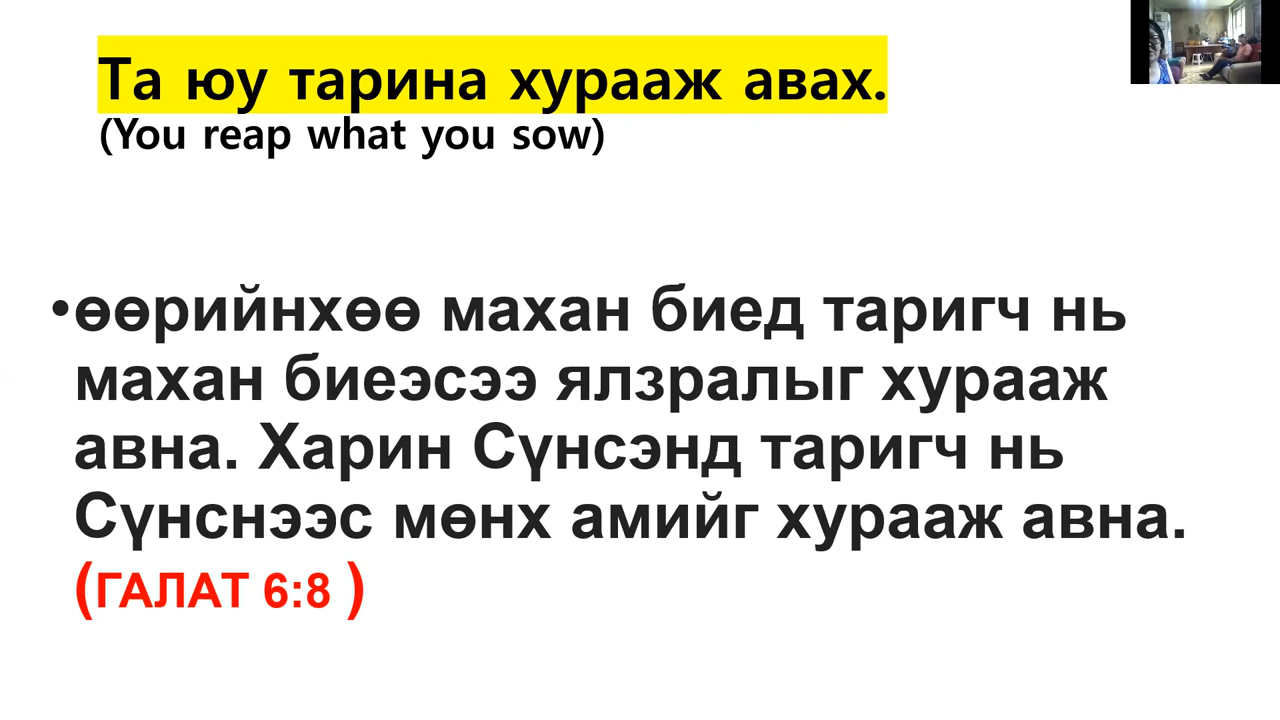 Та юу тарина хурааж авах.
(You reap what you sow)
•өөрийнхөө махан биед таригч нь
махан биеэсээ ялзралыг хурааж
авна. Харин Сүнсэнд таригч нь
Сүнснээс мөнх амийг хурааж авна.
(ГАЛАТ 6:8 )